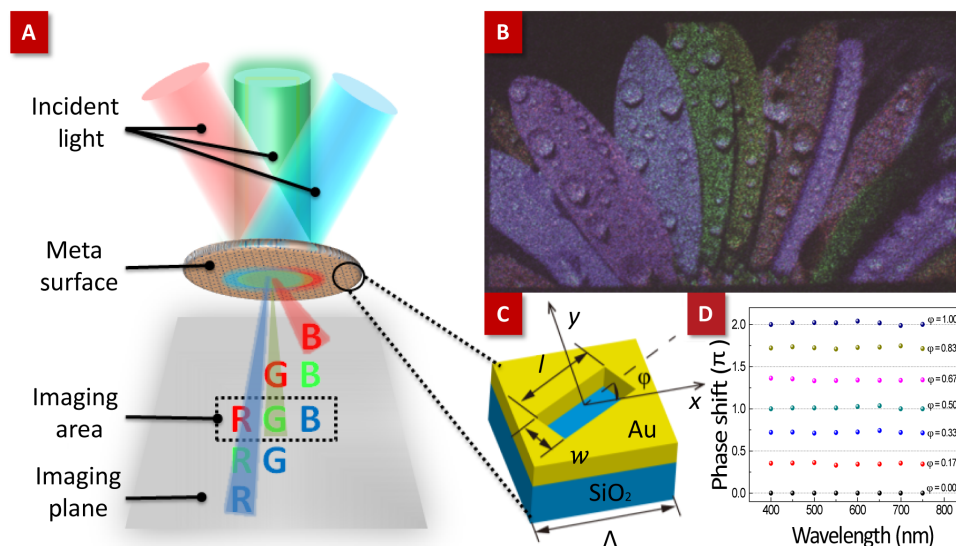 A
Incident
light
Meta
surface
Imaging
area
Imaging
plane
B
G B
R G B
R G
R
B
C
y
l
φ
x
w
Au
SiO₂
Λ
D
Phase shift (π)
2.0
1.5
1.0
0.5
0.0
φ=1.00
φ=0.83
φ=0.67
φ=0.50
φ=0.33
φ=0.17
φ=0.00
400 500 600 700 800
Wavelength (nm)